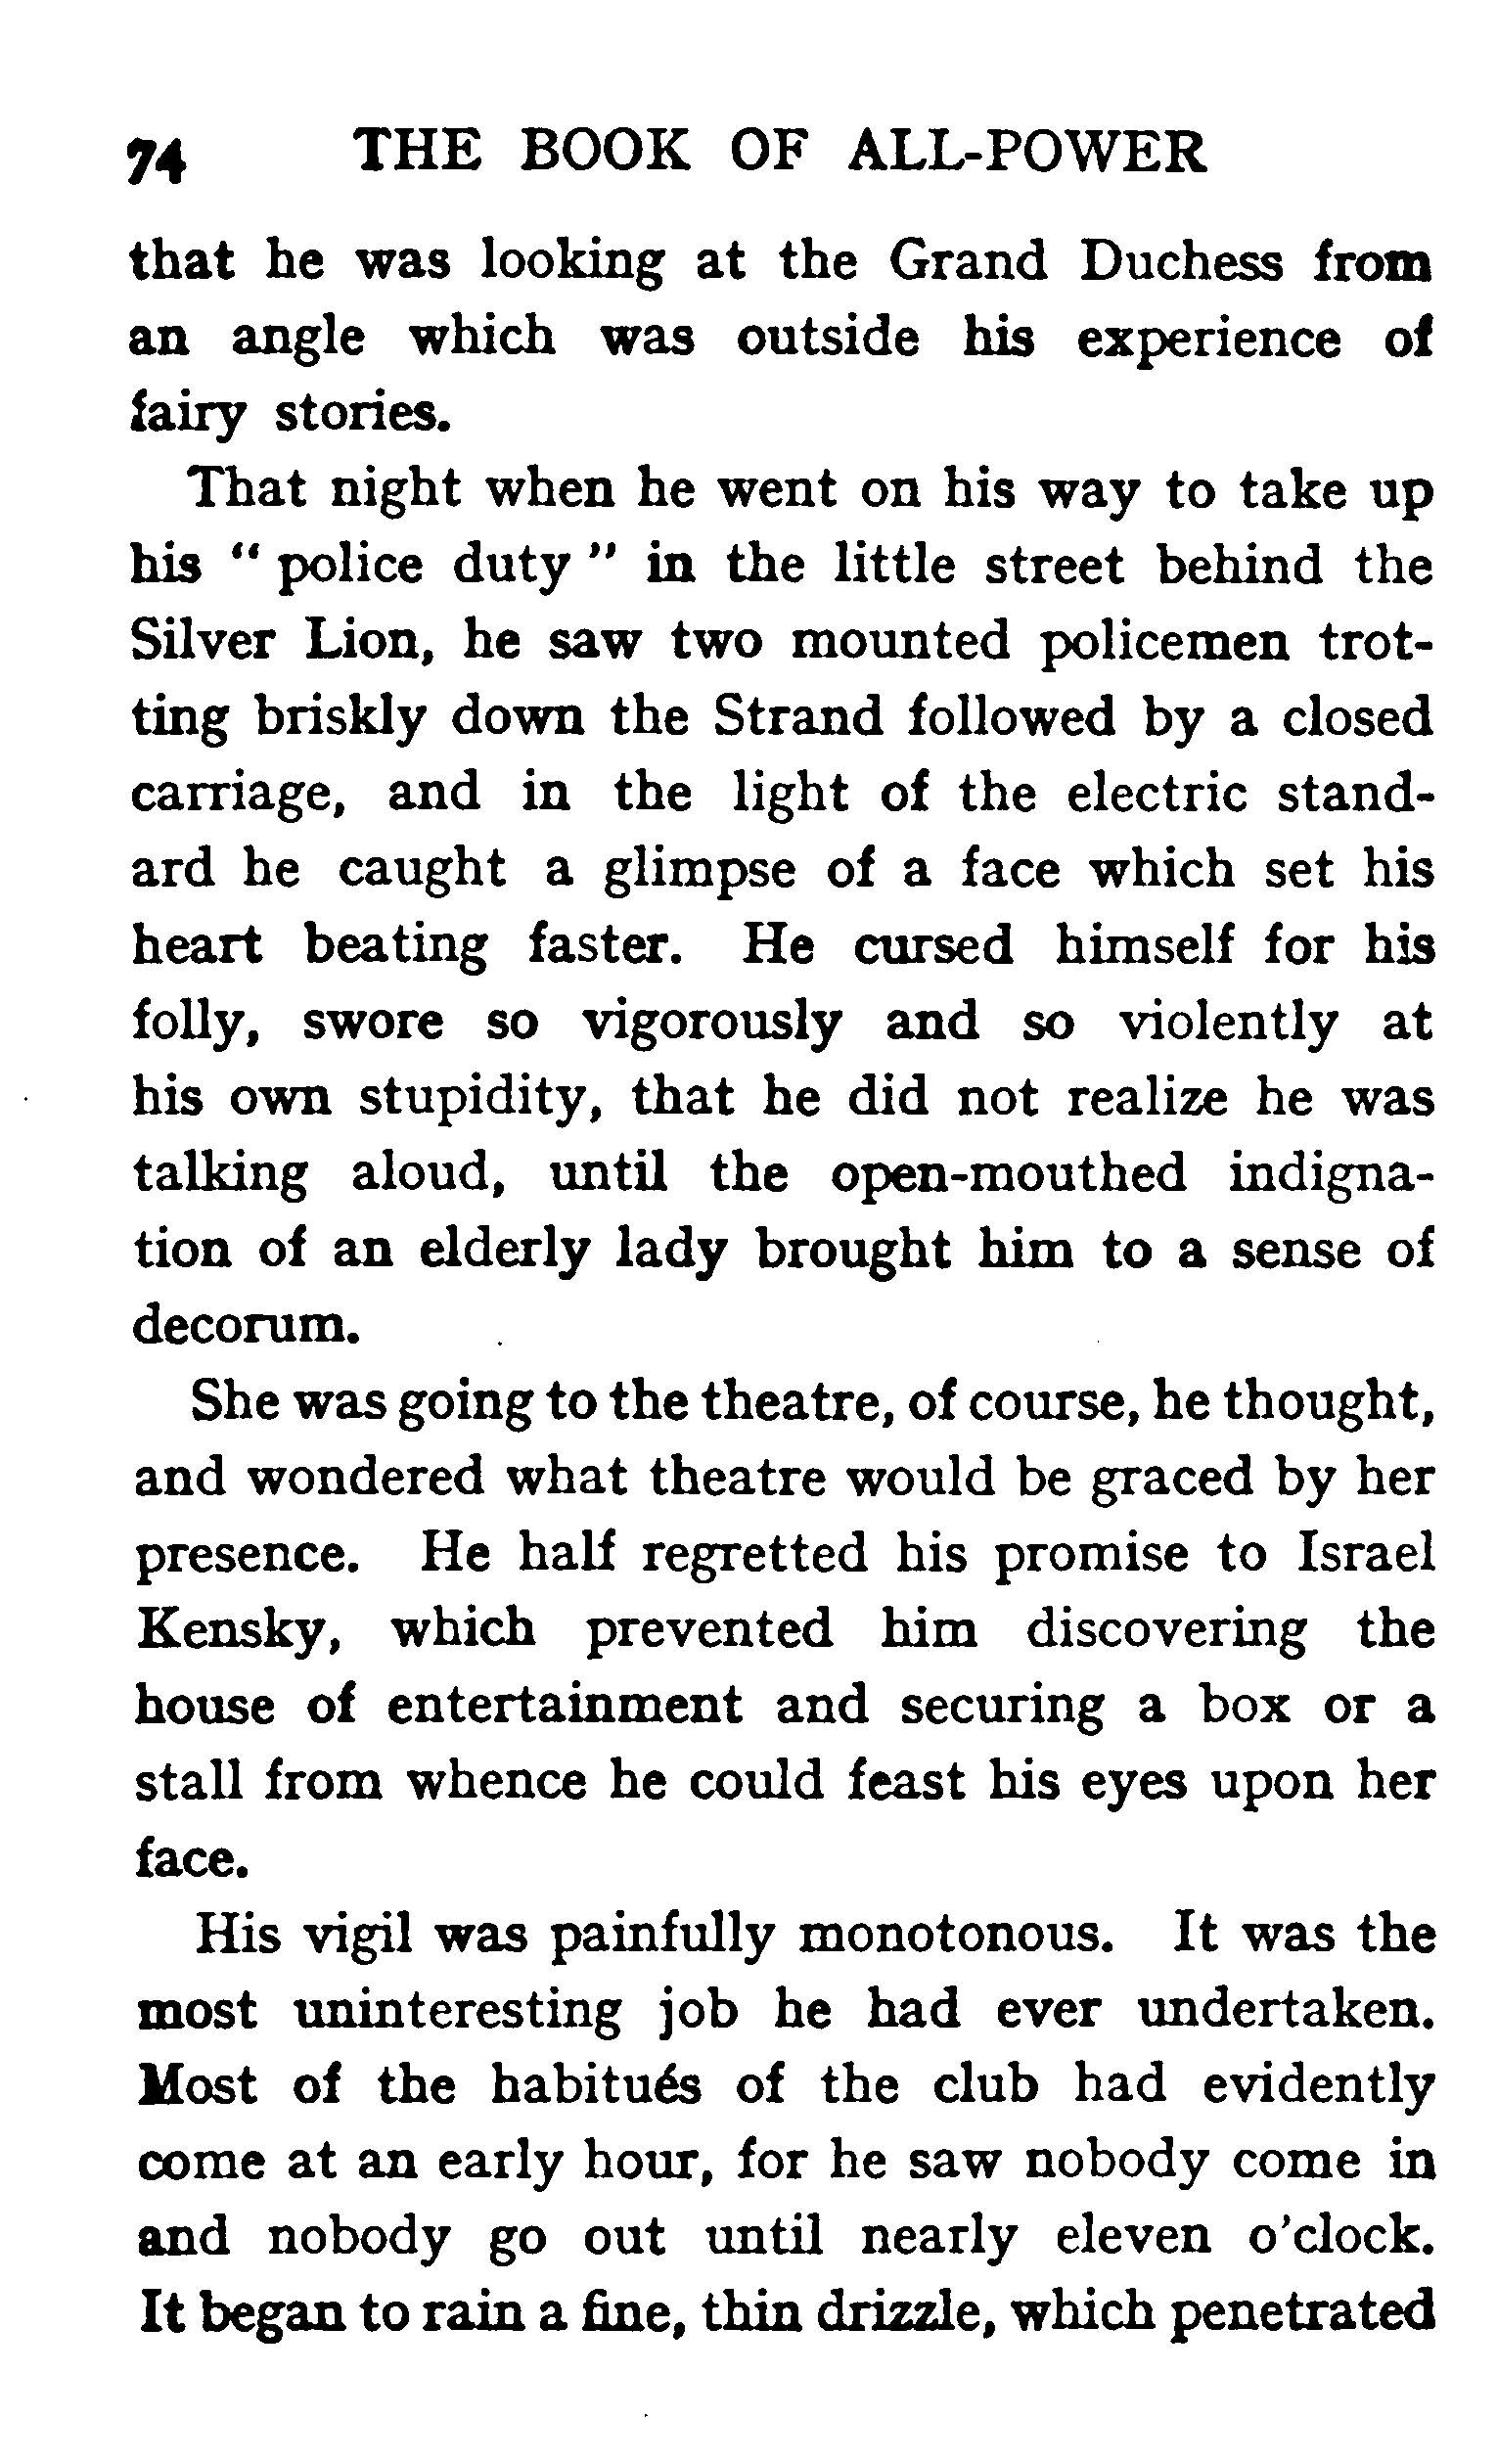 74 THE BOOK OF ALL-POWER
that he was looking at the Grand Duchess from
an angle which was outside his experience of
fairy stories.
That night when he went on his way to take up
his " police duty " in the little street behind the
Silver Lion, he saw two mounted policemen trot-
ting briskly down the Strand followed by a closed
carriage, and in the light of the electric stand-
ard he caught a glimpse of a face which set his
heart beating faster. He cursed himself for his
folly, swore so vigorously and so violently at
his own stupidity, that he did not realize he was
talking aloud, until the open-mouthed indigna-
tion of an elderly lady brought him to a sense of
decorum.
She was going to the theatre, of course, he thought,
and wondered what theatre would be graced by her
presence. He half regretted his promise to Israel
Kensky, which prevented him discovering the
house of entertainment and securing a box or a
stall from whence he could feast his eyes upon her
face.
His vigil was painfully monotonous. It was the
most uninteresting job he had ever undertaken.
Most of the habitués of the club had evidently
come at an early hour, for he saw nobody come in
and nobody go out until nearly eleven o'clock.
It began to rain a fine, thin drizzle, which penetrated